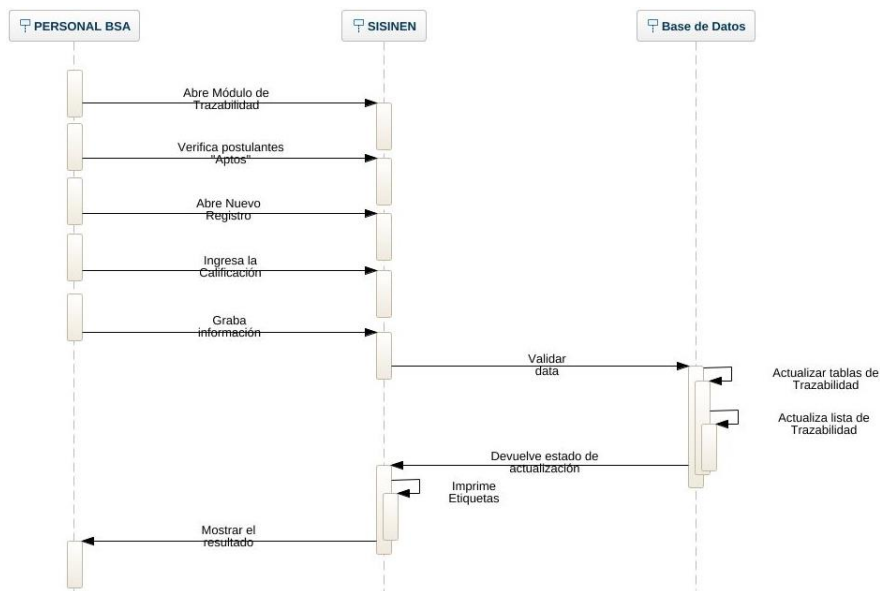 PERSONAL BSA
SISINEN
Base de Datos
Abre Módulo de
Trazabilidad
Verifica postulantes
"Aptos"
Abre Nuevo
Registro
Ingresa la
Calificación
Graba
información
Validar
data
Actualizar tablas de
Trazabilidad
Actualiza lista de
Trazabilidad
Devuelve estado de
actualización
Imprime
Etiquetas
Mostrar el
resultado